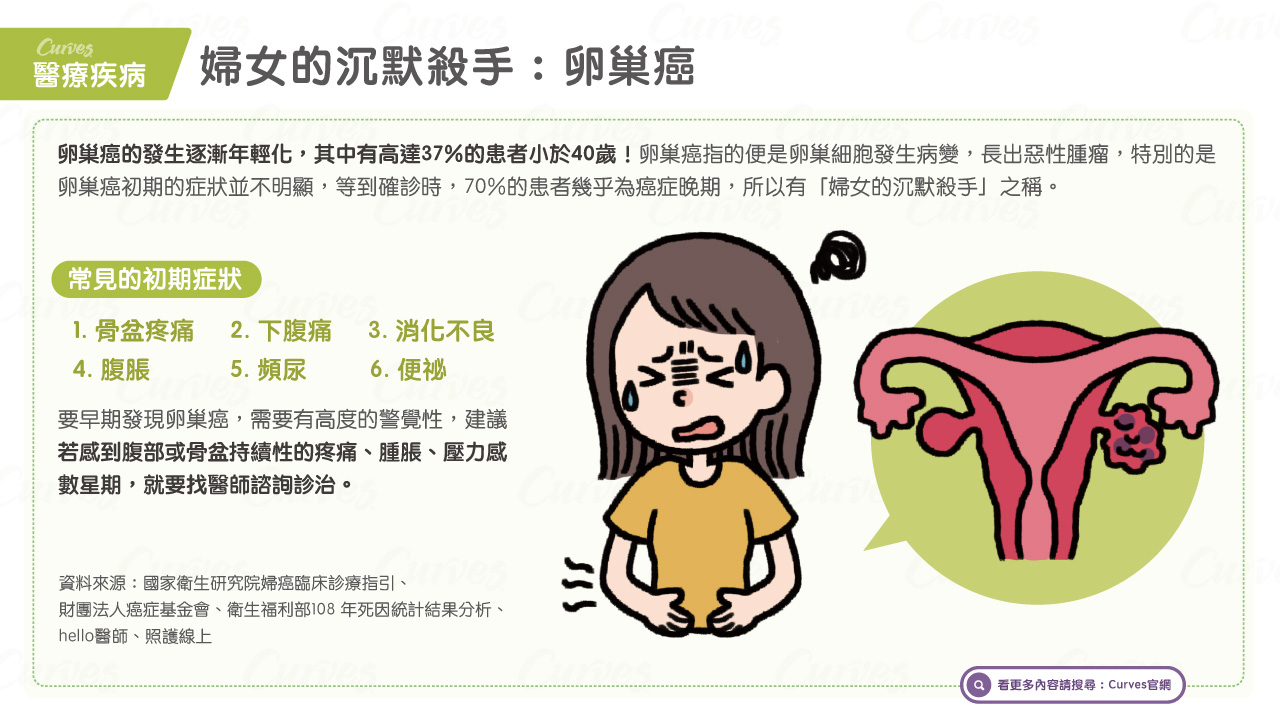 Curves
醫療疾病
婦女的沉默殺手：卵巢癌
卵巢癌的發生逐漸年輕化，其中有高達37%的患者小於40歲！卵巢癌指的便是卵巢細胞發生病變，長出惡性腫瘤，特別的是
卵巢癌初期的症狀並不明顯，等到確診時，70%的患者幾乎為癌症晚期，所以有「婦女的沉默殺手」之稱。
常見的初期症狀
1. 骨盆疼痛 2. 下腹痛 3. 消化不良
4. 腹脹 5. 頻尿 6. 便祕
要早期發現卵巢癌，需要有高度的警覺性，建議
若感到腹部或骨盆持續性的疼痛、腫脹、壓力感
數星期，就要找醫師諮詢診治。
資料來源：國家衛生研究院婦癌臨床診療指引、
財團法人癌症基金會、衛生福利部108 年死因統計結果分析、
hello醫師、照護線上
看更多內容請搜尋：Curves官網